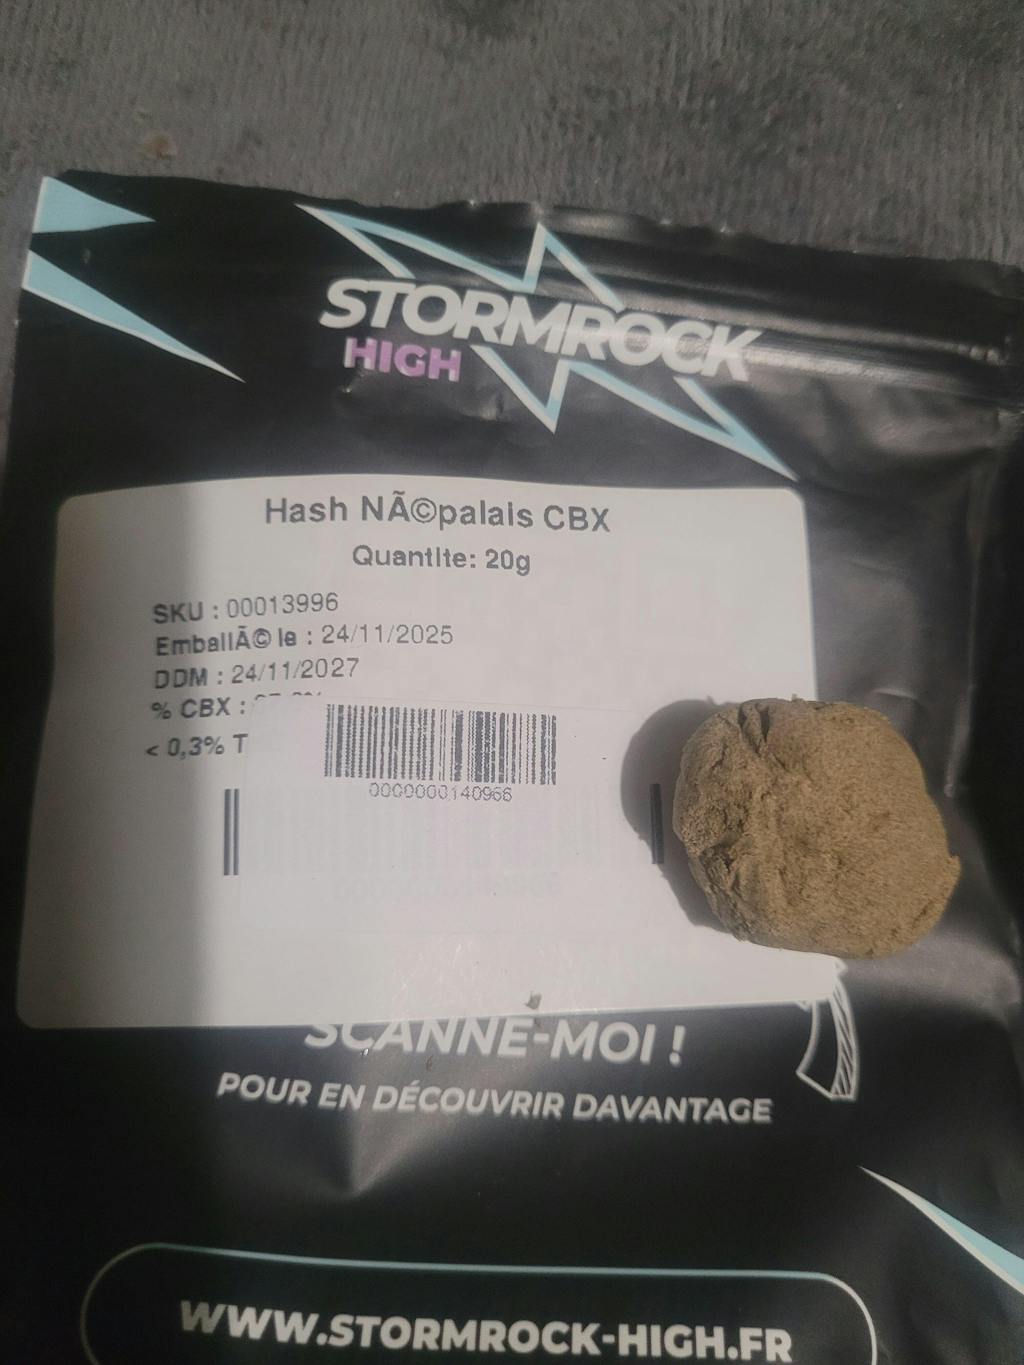 STORMROCK
HIGH
Hash NÃ©palais CBX
Quantite: 20g
SKU : 00013996
EmballÃ© le : 24/11/2025
DDM : 24/11/2027
% CBX :
< 0,3% T
0000000140966
SCANNE-MOI !
POUR EN DÉCOUVRIR DAVANTAGE
WWW.STORMROCK-HIGH.FR